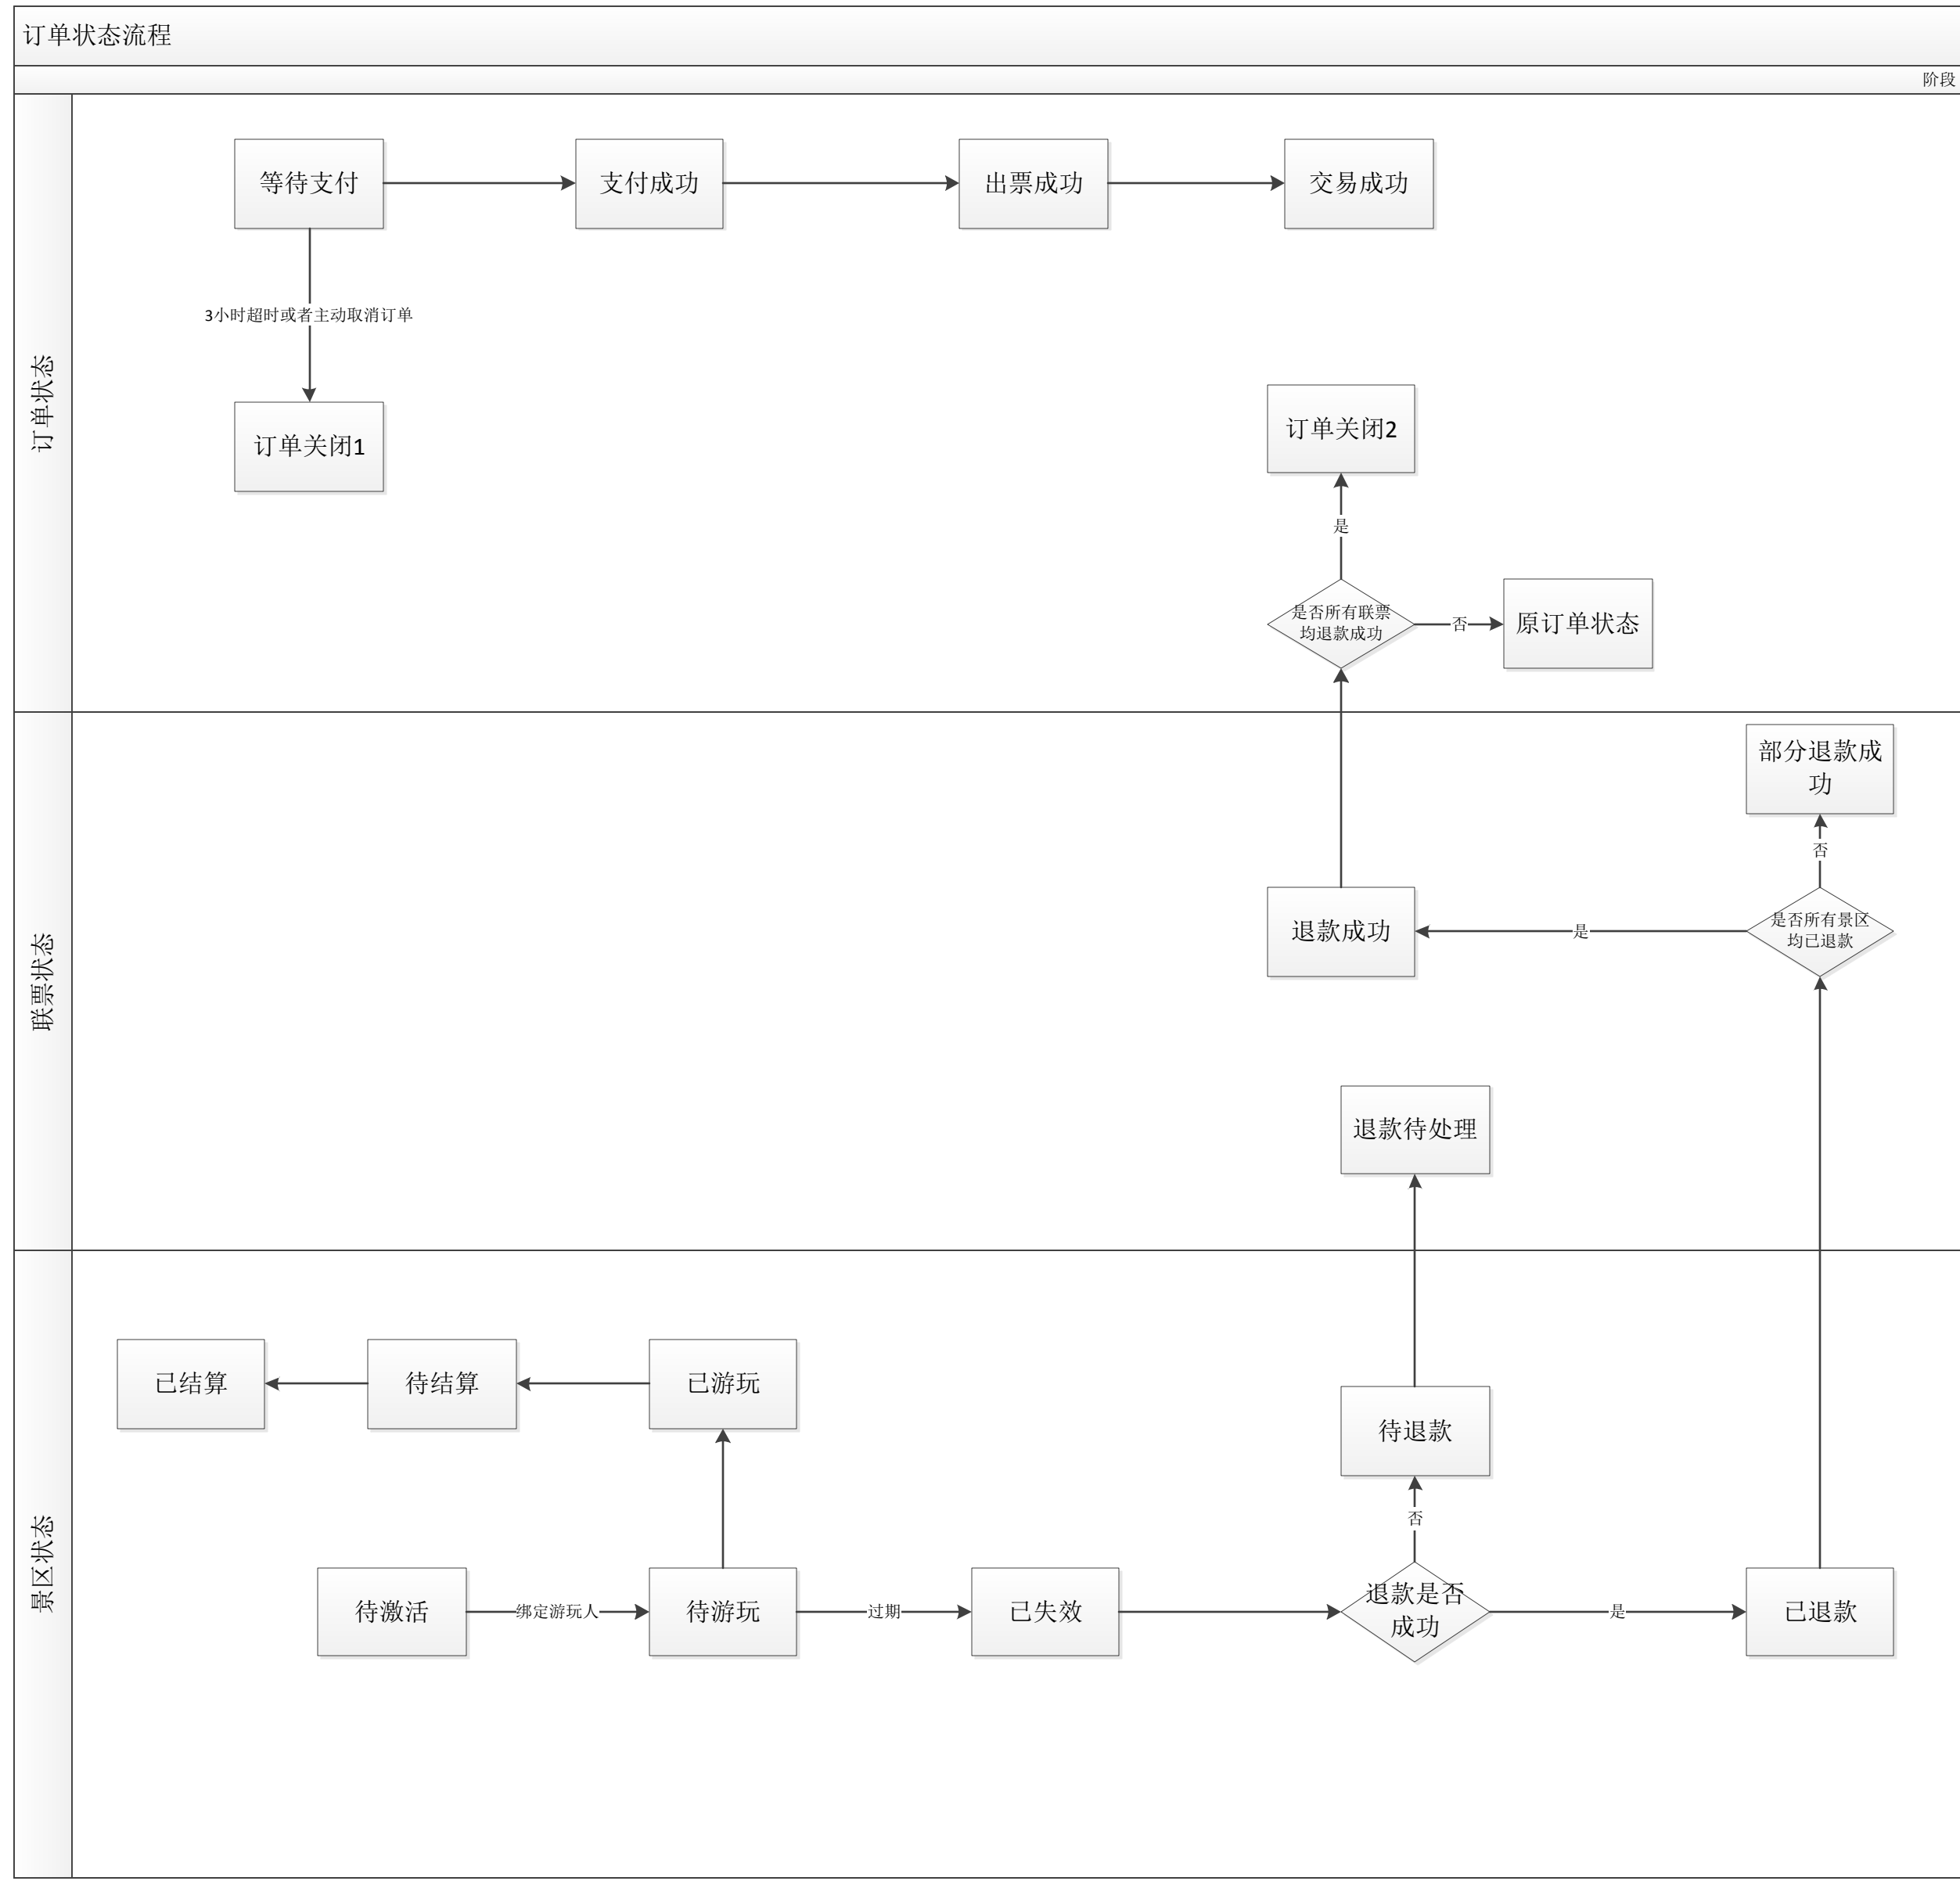 订单状态流程
阶段
订单状态
等待支付
支付成功
出票成功
交易成功
3小时超时或者主动取消订单
订单关闭1
订单关闭2
是
是否所有联票
均退款成功
否
原订单状态
联票状态
部分退款成
功
否
退款成功
是
是否所有景区
均已退款
退款待处理
景区状态
已结算
待结算
已游玩
待退款
否
待激活
绑定游玩人
待游玩
过期
已失效
退款是否
成功
是
已退款